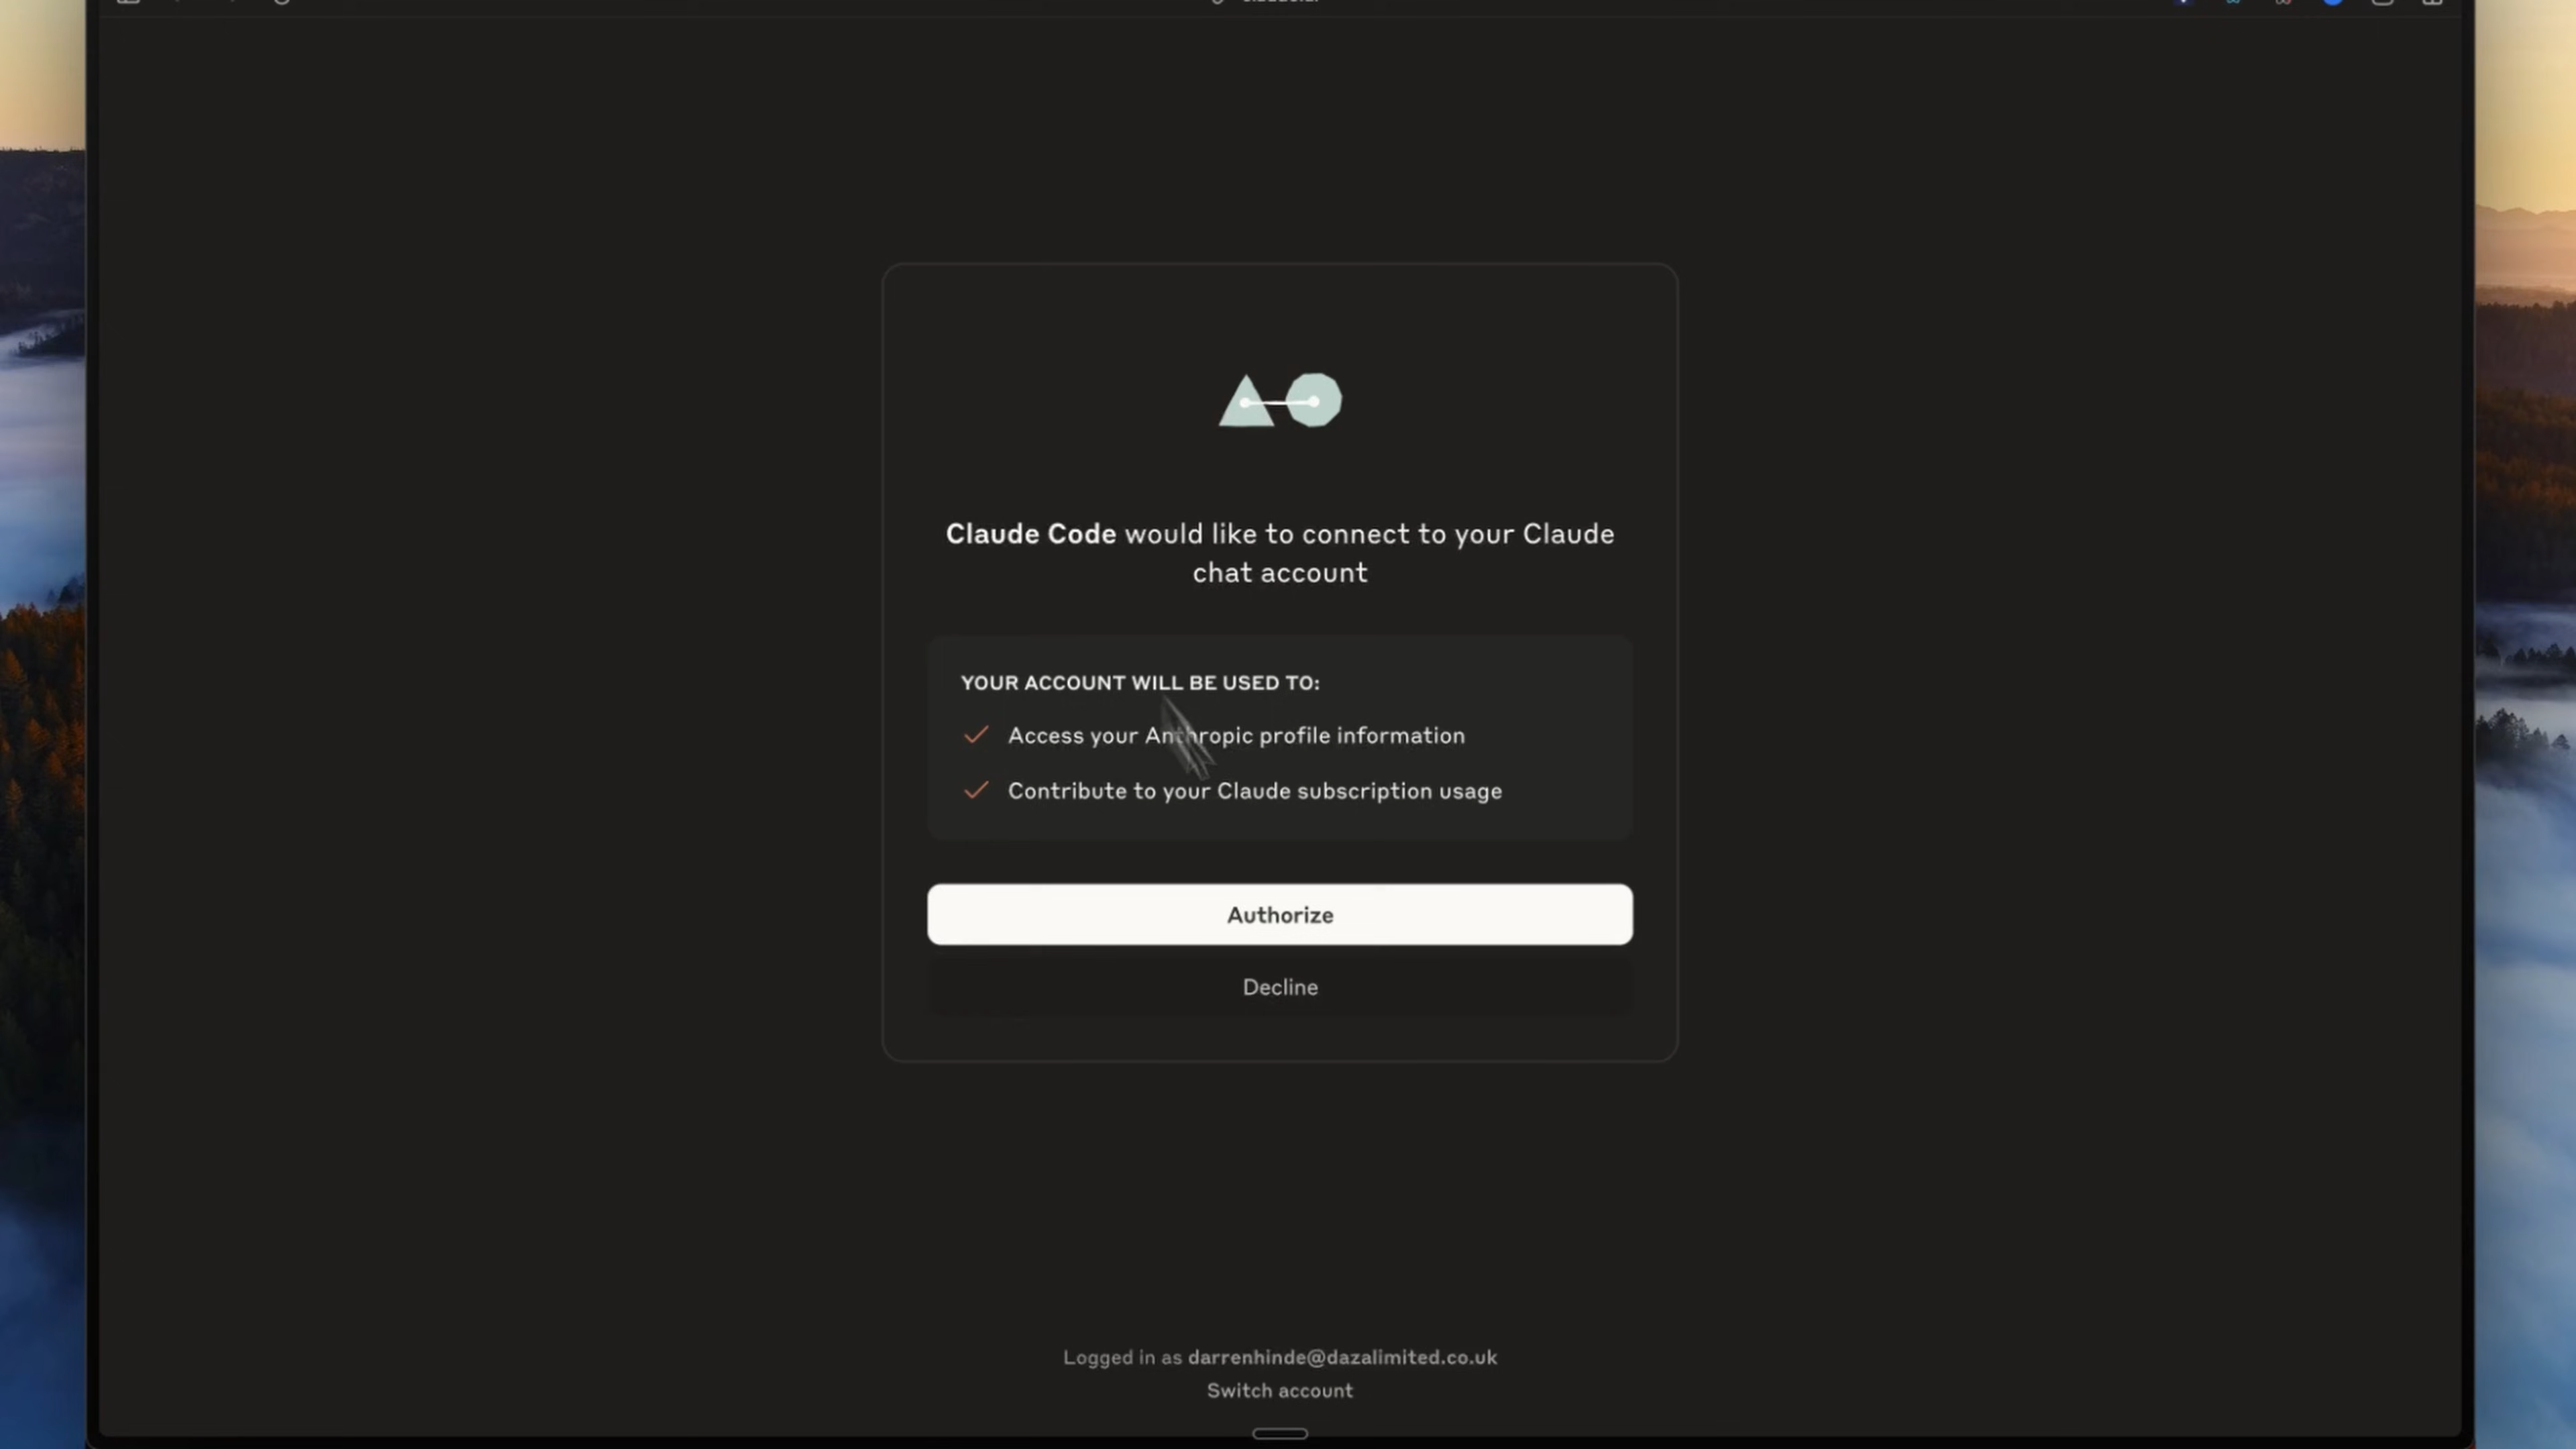 Claude Code would like to connect to your Claude
chat account
YOUR ACCOUNT WILL BE USED TO:
Access your Anthropic profile information
Contribute to your Claude subscription usage
Authorize
Decline
Logged in as darrenhinde@dazalimited.co.uk
Switch account